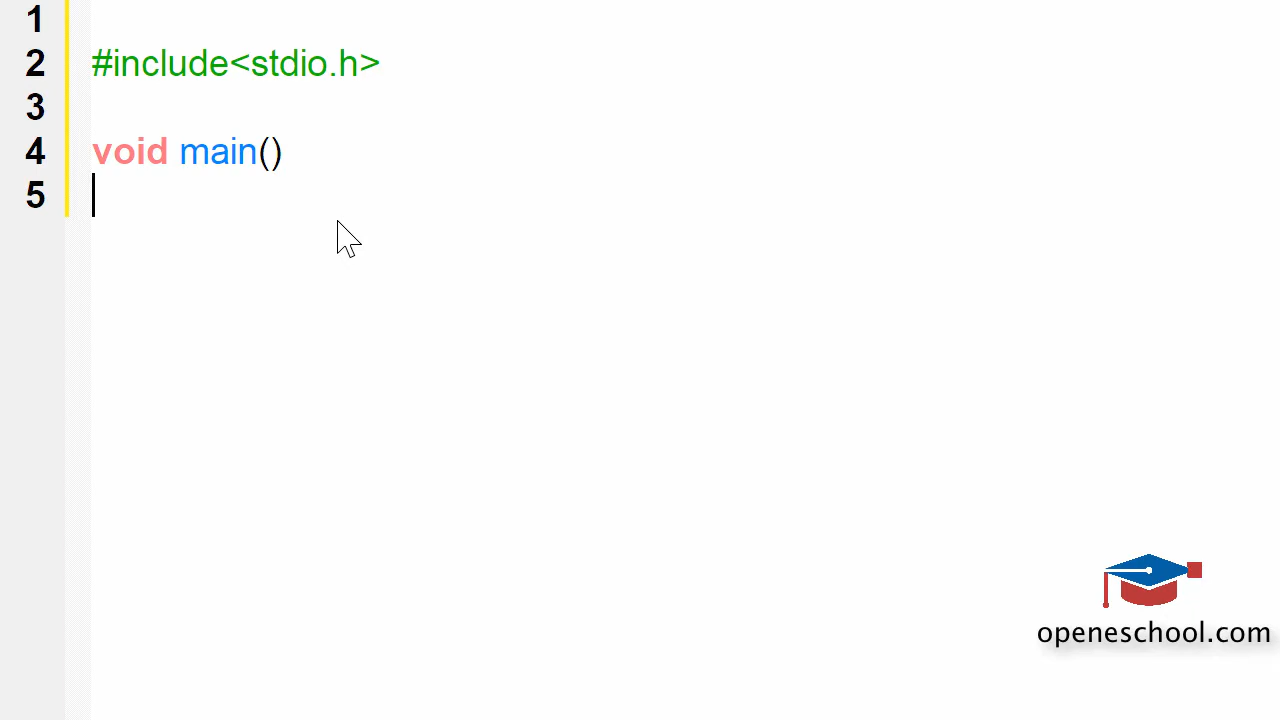 1
2 #include<stdio.h>
3
4 void main()
5
openeschool.com